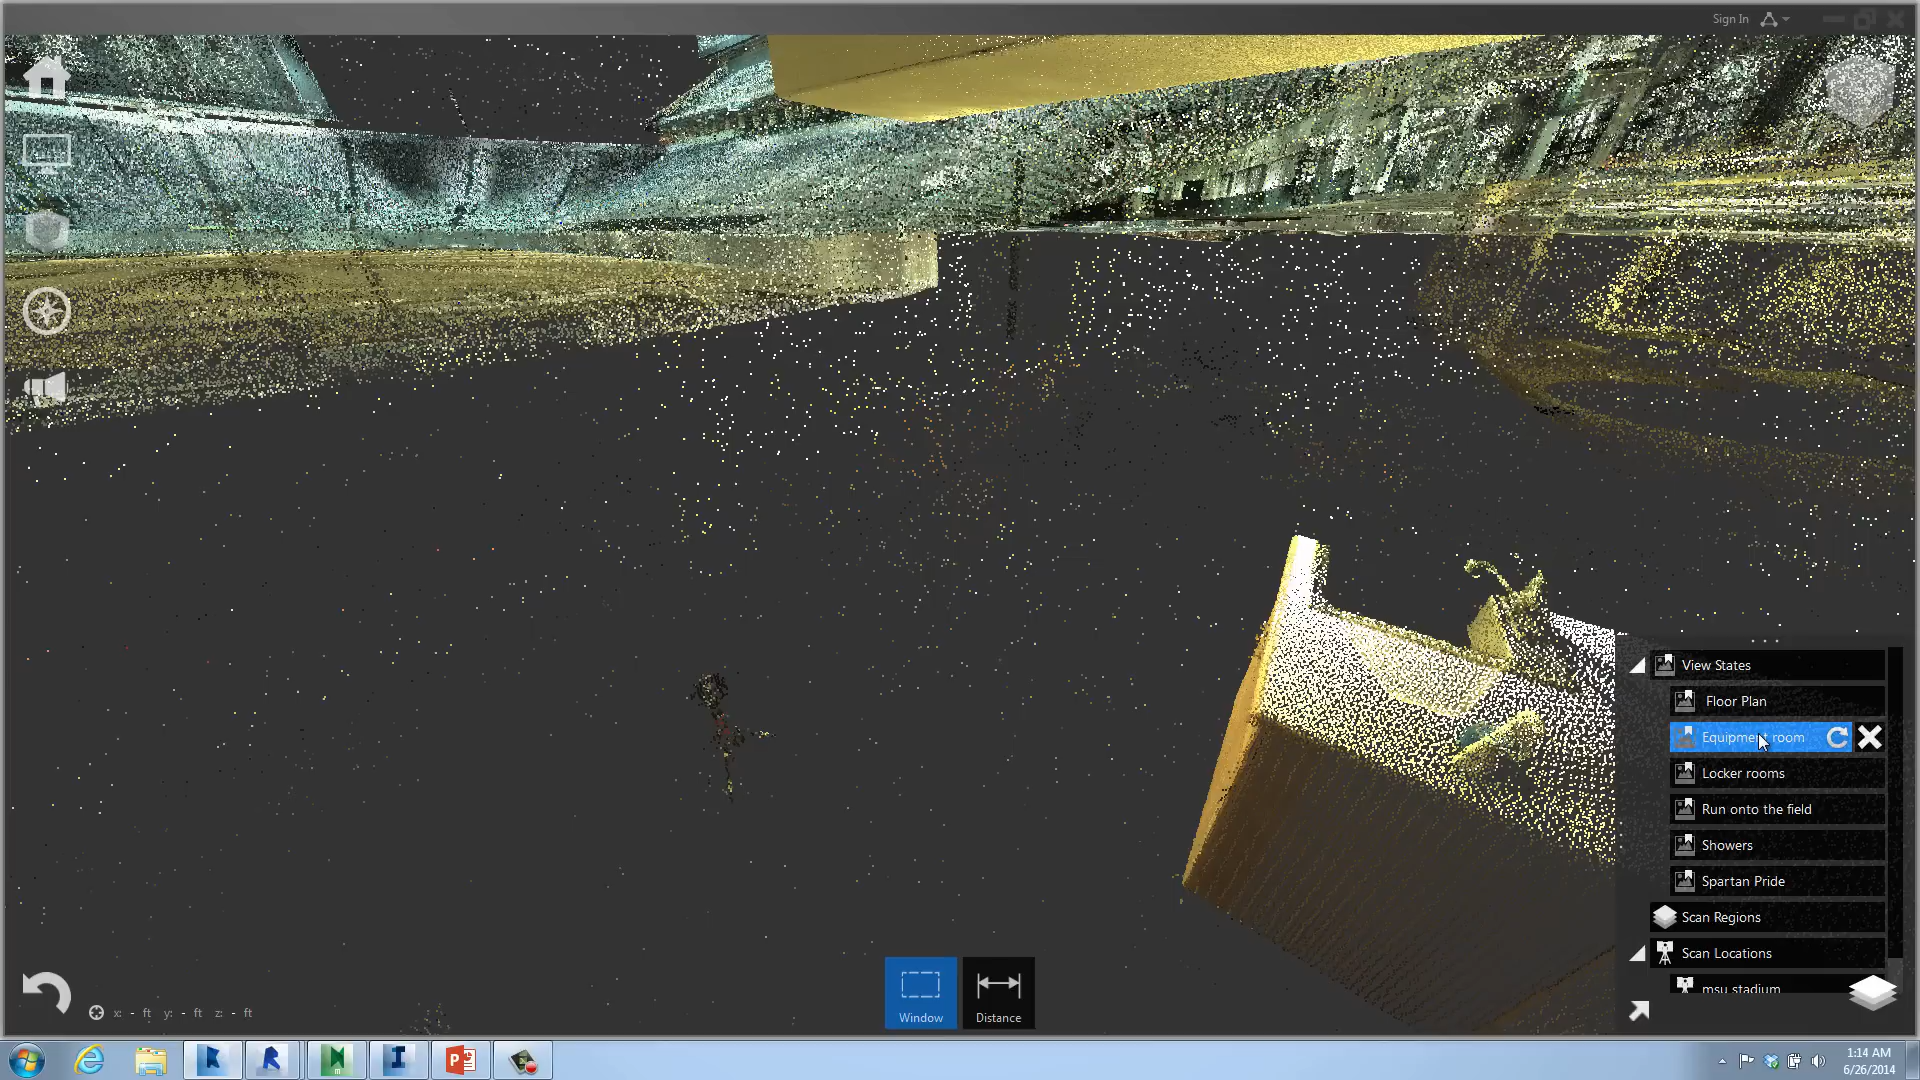 Sign In
View States
Floor Plan
Equipment room
Locker rooms
Run onto the field
Showers
Spartan Pride
Scan Regions
Scan Locations
msu stadium
x: - ft y: - ft z: - ft
Window
Distance
1:14 AM
6/26/2014